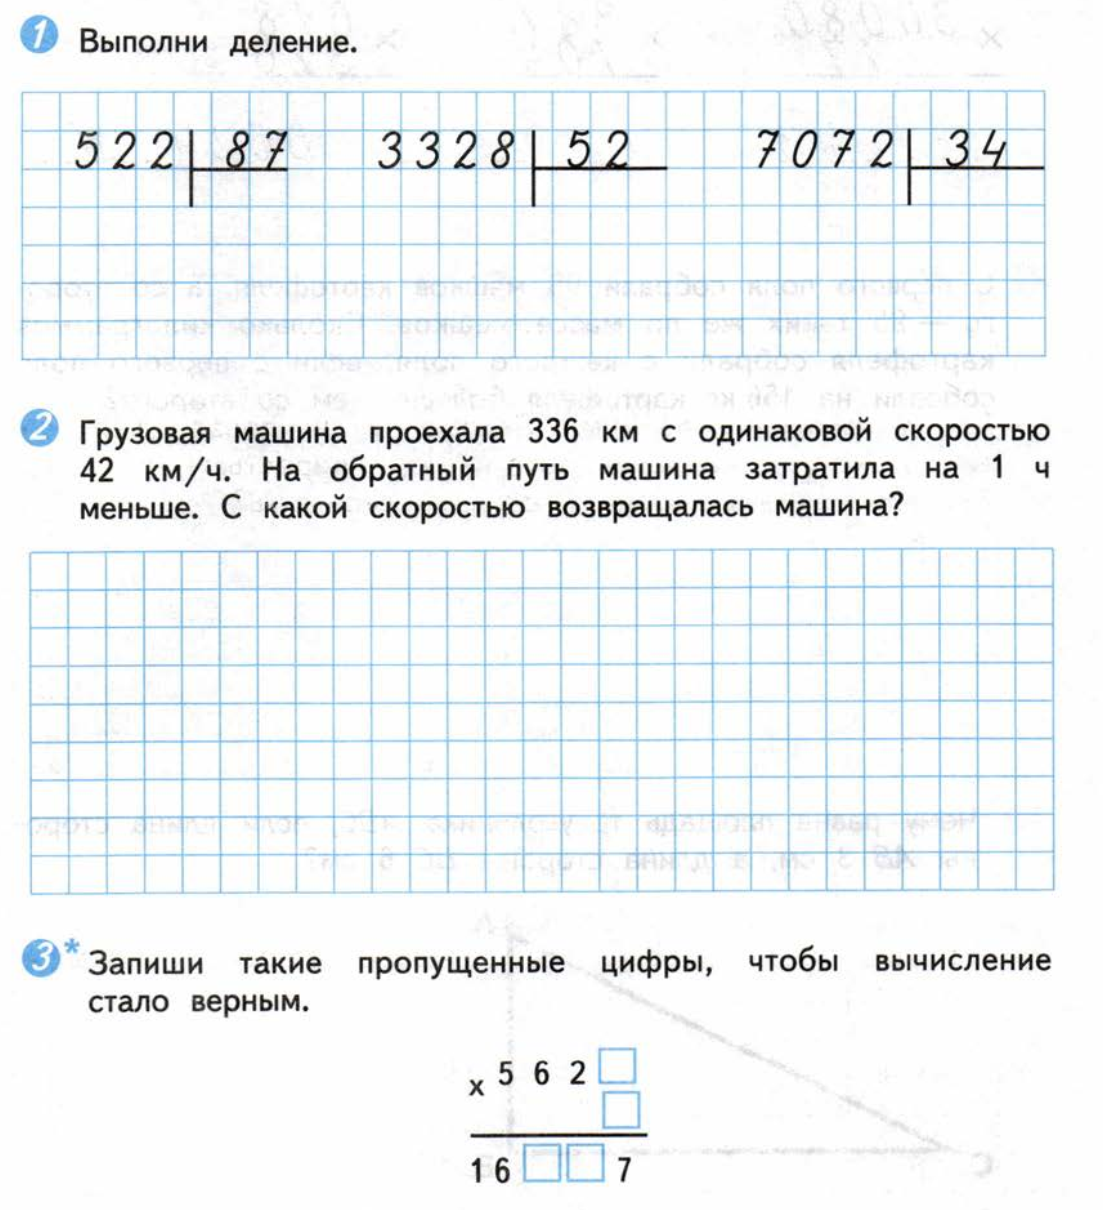 1 Выполни деление.
522 87 3328 52 7072 34
2 Грузовая машина проехала 336 км с одинаковой скоростью
42 км/ч. На обратный путь машина затратила на 1 ч
меньше. С какой скоростью возвращалась машина?
3* Запиши такие пропущенные цифры, чтобы вычисление
стало верным.
x 5 6 2 □
□
1 6 □ □ 7